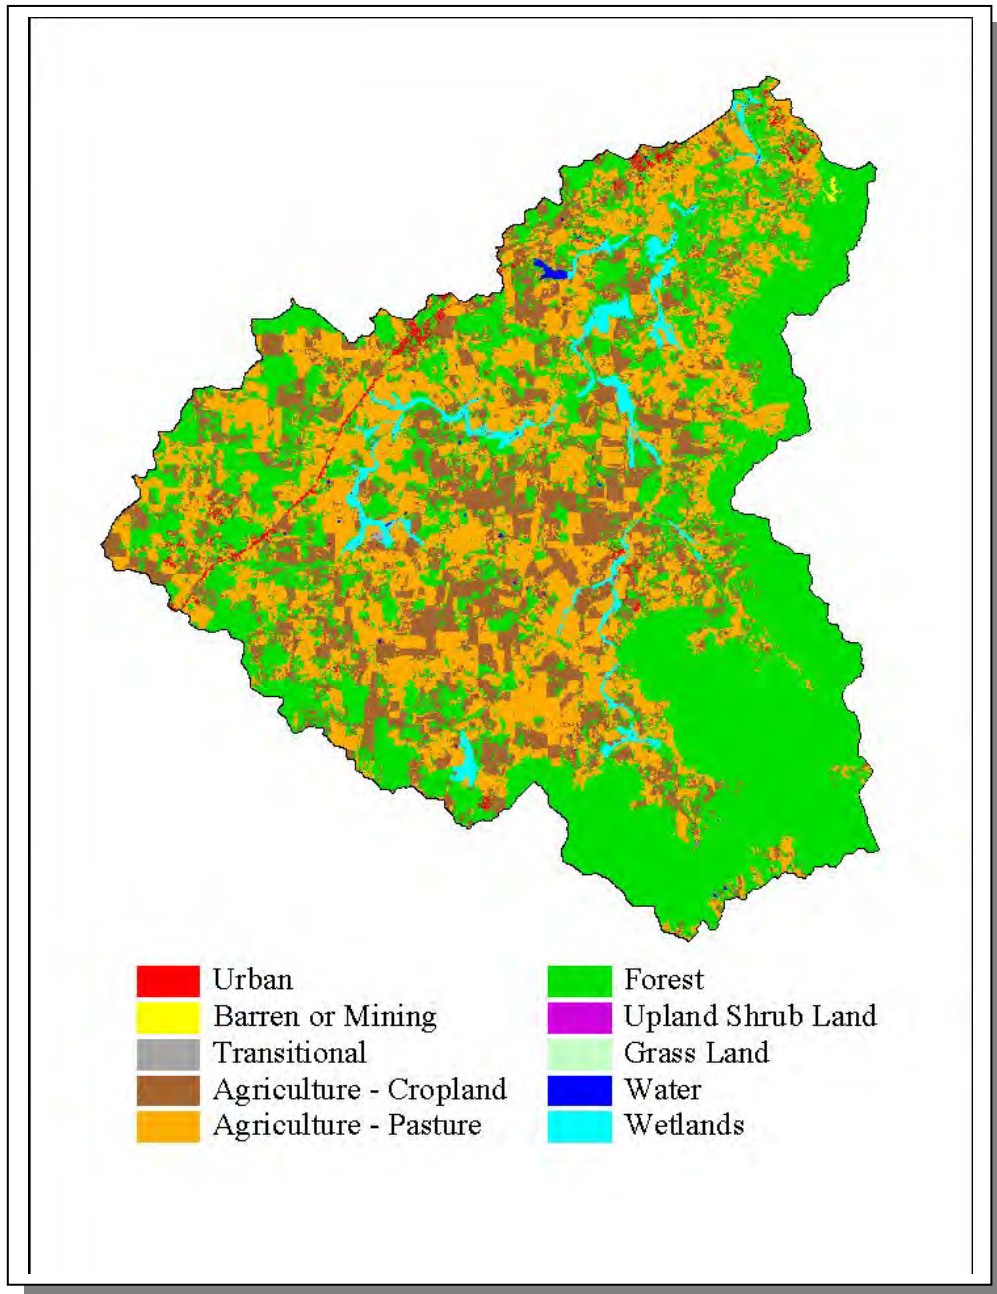 Urban
Barren or Mining
Transitional
Agriculture - Cropland
Agriculture - Pasture
Forest
Upland Shrub Land
Grass Land
Water
Wetlands